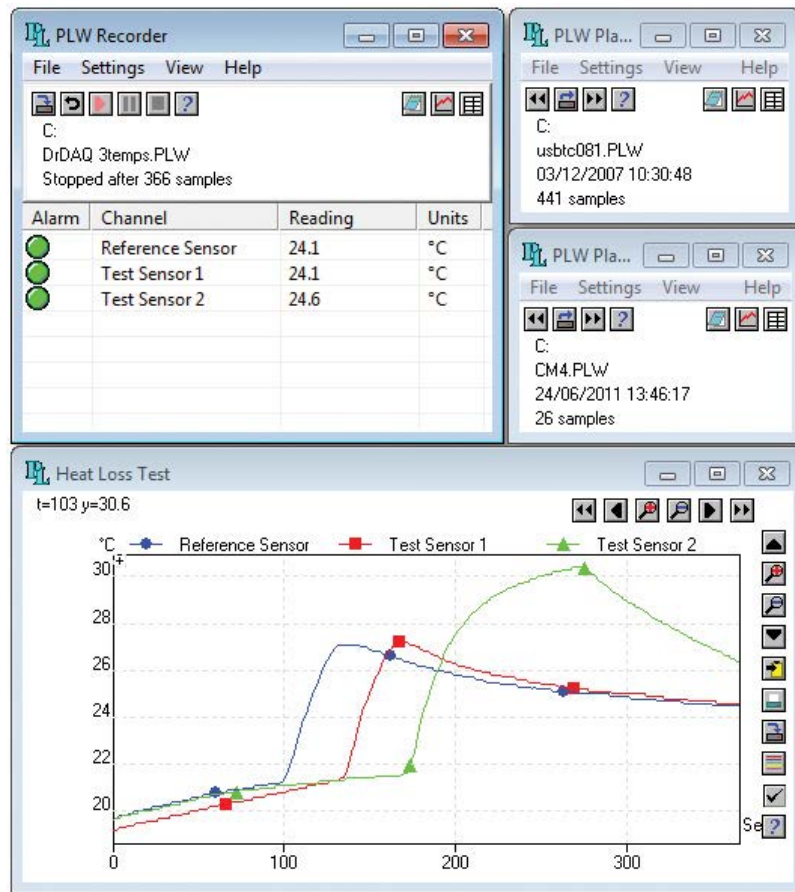 PLW Recorder
File Settings View Help
C:
DrDAQ 3temps.PLW
Stopped after 366 samples
Alarm Channel Reading Units
Reference Sensor 24.1 °C
Test Sensor 1 24.1 °C
Test Sensor 2 24.6 °C
PLW Pla...
File Settings View Help
C:
usbtc081.PLW
03/12/2007 10:30:48
441 samples
PLW Pla...
File Settings View Help
C:
CM4.PLW
24/06/2011 13:46:17
26 samples
Heat Loss Test
t=103 y=30.6
°C Reference Sensor Test Sensor 1 Test Sensor 2
30
28
26
24
22
20
Se
0 100 200 300